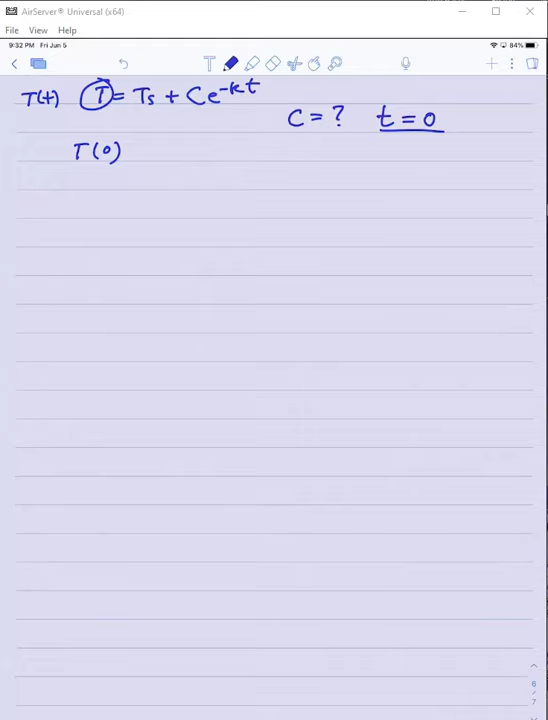 AirServer® Universal (x64)
File View Help
9:32 PM Fri Jun 5 84%
T
T(t) T = Ts + Ce^-kt
C = ? t = 0
T(0)
6
/
7